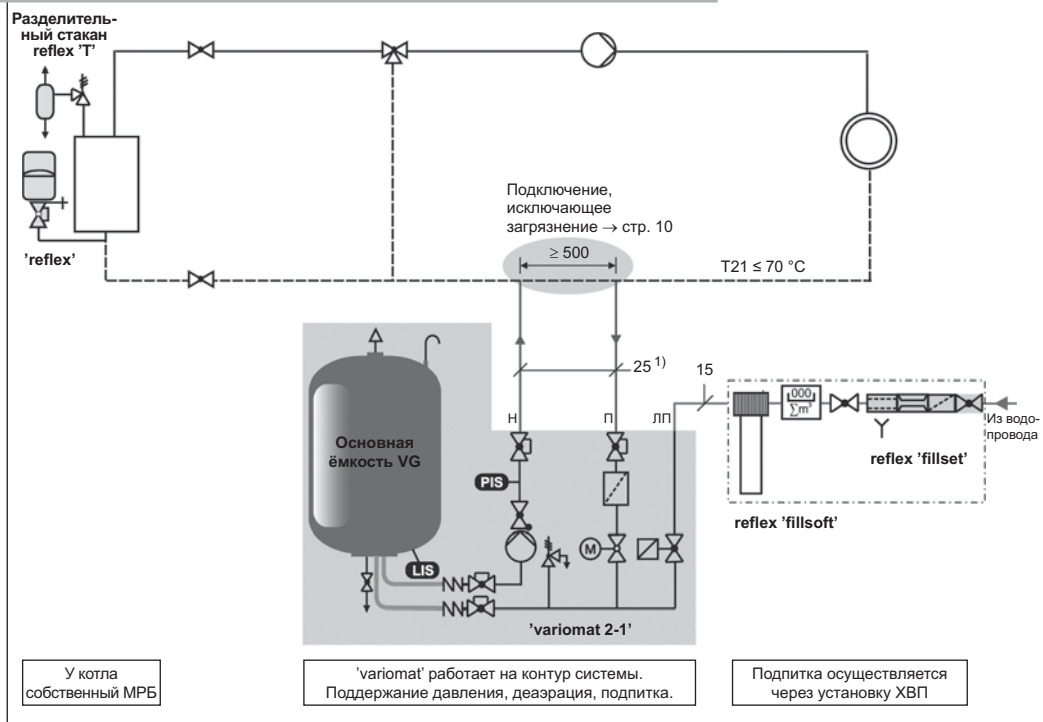 Разделитель-
ный стакан
reflex 'T'
'reflex'
Подключение,
исключающее
загрязнение → стр. 10
≥ 500
T21 ≤ 70 °C
25 1)
15
Н
П
ЛП
Основная
ёмкость VG
PIS
LIS
M
000
∑m³
Из водо-
провода
reflex 'fillset'
reflex 'fillsoft'
'variomat 2-1'
У котла
собственный МРБ
'variomat' работает на контур системы.
Поддержание давления, деаэрация, подпитка.
Подпитка осуществляется
через установку ХВП